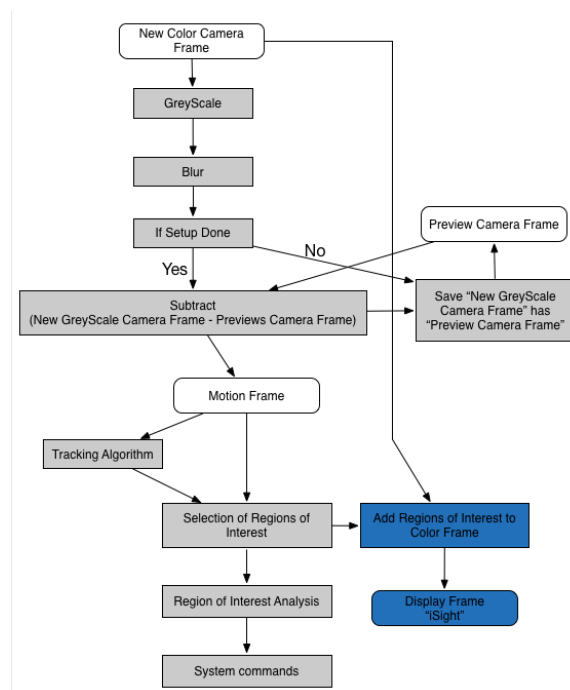 New Color Camera
Frame
GreyScale
Blur
If Setup Done
No
Yes
Preview Camera Frame
Subtract
(New GreyScale Camera Frame - Previews Camera Frame)
Save “New GreyScale
Camera Frame” has
“Preview Camera Frame”
Motion Frame
Tracking Algorithm
Selection of Regions of
Interest
Add Regions of Interest to
Color Frame
Region of Interest Analysis
Display Frame
“iSight”
System commands